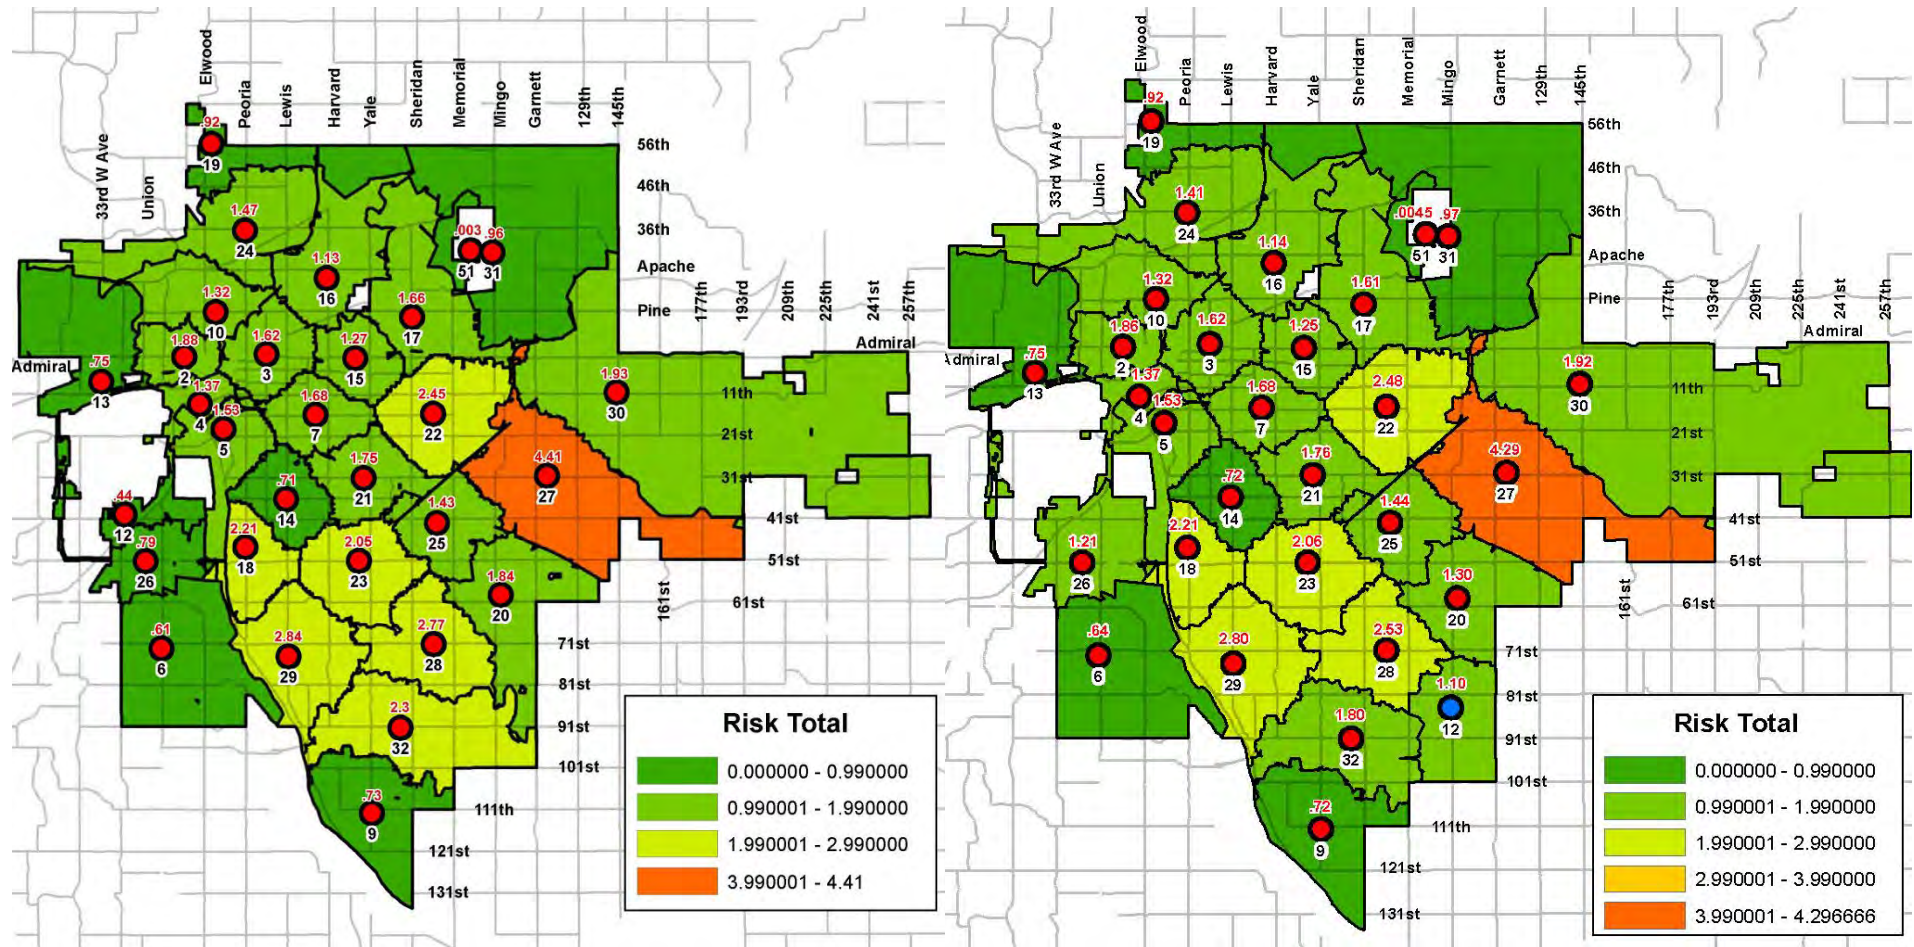 Elwood
Peoria
Lewis
Harvard
Yale
Sheridan
Memorial
Mingo
Garnett
129th
145th
33rd W Ave
Union
56th
46th
36th
Apache
Pine
177th
193rd
209th
225th
241st
257th
Admiral
Admiral
11th
21st
31st
41st
51st
161st
61st
71st
81st
91st
101st
111th
121st
131st
.92
19
1.47
24
1.13
16
.003
51
.96
31
1.32
10
1.66
17
1.88
2
1.62
3
1.27
15
.75
13
1.37
4
1.53
5
1.68
7
2.45
22
1.93
30
.71
14
1.75
21
4.41
27
.44
12
1.43
25
.79
26
2.21
18
2.05
23
1.84
20
.61
6
2.84
29
2.77
28
2.3
32
.73
9
Risk Total
0.000000 - 0.990000
0.990001 - 1.990000
1.990001 - 2.990000
3.990001 - 4.41
Elwood
Peoria
Lewis
Harvard
Yale
Sheridan
Memorial
Mingo
Garnett
129th
145th
33rd W Ave
Union
56th
46th
36th
Apache
Pine
177th
193rd
209th
225th
241st
257th
Admiral
Admiral
11th
21st
31st
41st
51st
161st
61st
71st
81st
91st
101st
111th
121st
131st
.92
19
1.41
24
1.14
16
.0045
51
.97
31
1.32
10
1.61
17
1.86
2
1.62
3
1.25
15
.75
13
1.37
4
1.53
5
1.68
7
2.48
22
1.92
30
.72
14
1.76
21
4.29
27
1.44
25
1.21
26
2.21
18
2.06
23
1.30
20
.64
6
2.80
29
2.53
28
1.10
12
1.80
32
.72
9
Risk Total
0.000000 - 0.990000
0.990001 - 1.990000
1.990001 - 2.990000
2.990001 - 3.990000
3.990001 - 4.296666